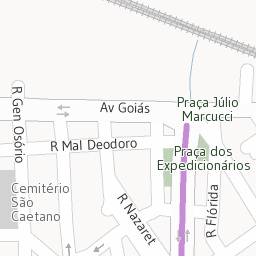 Av Goiás
Praça Júlio
Marcucci
R Gen Osório
R Mal Deodoro
Praça dos
Expedicionários
Cemitério
São
Caetano
R Nazaret
R Flórida